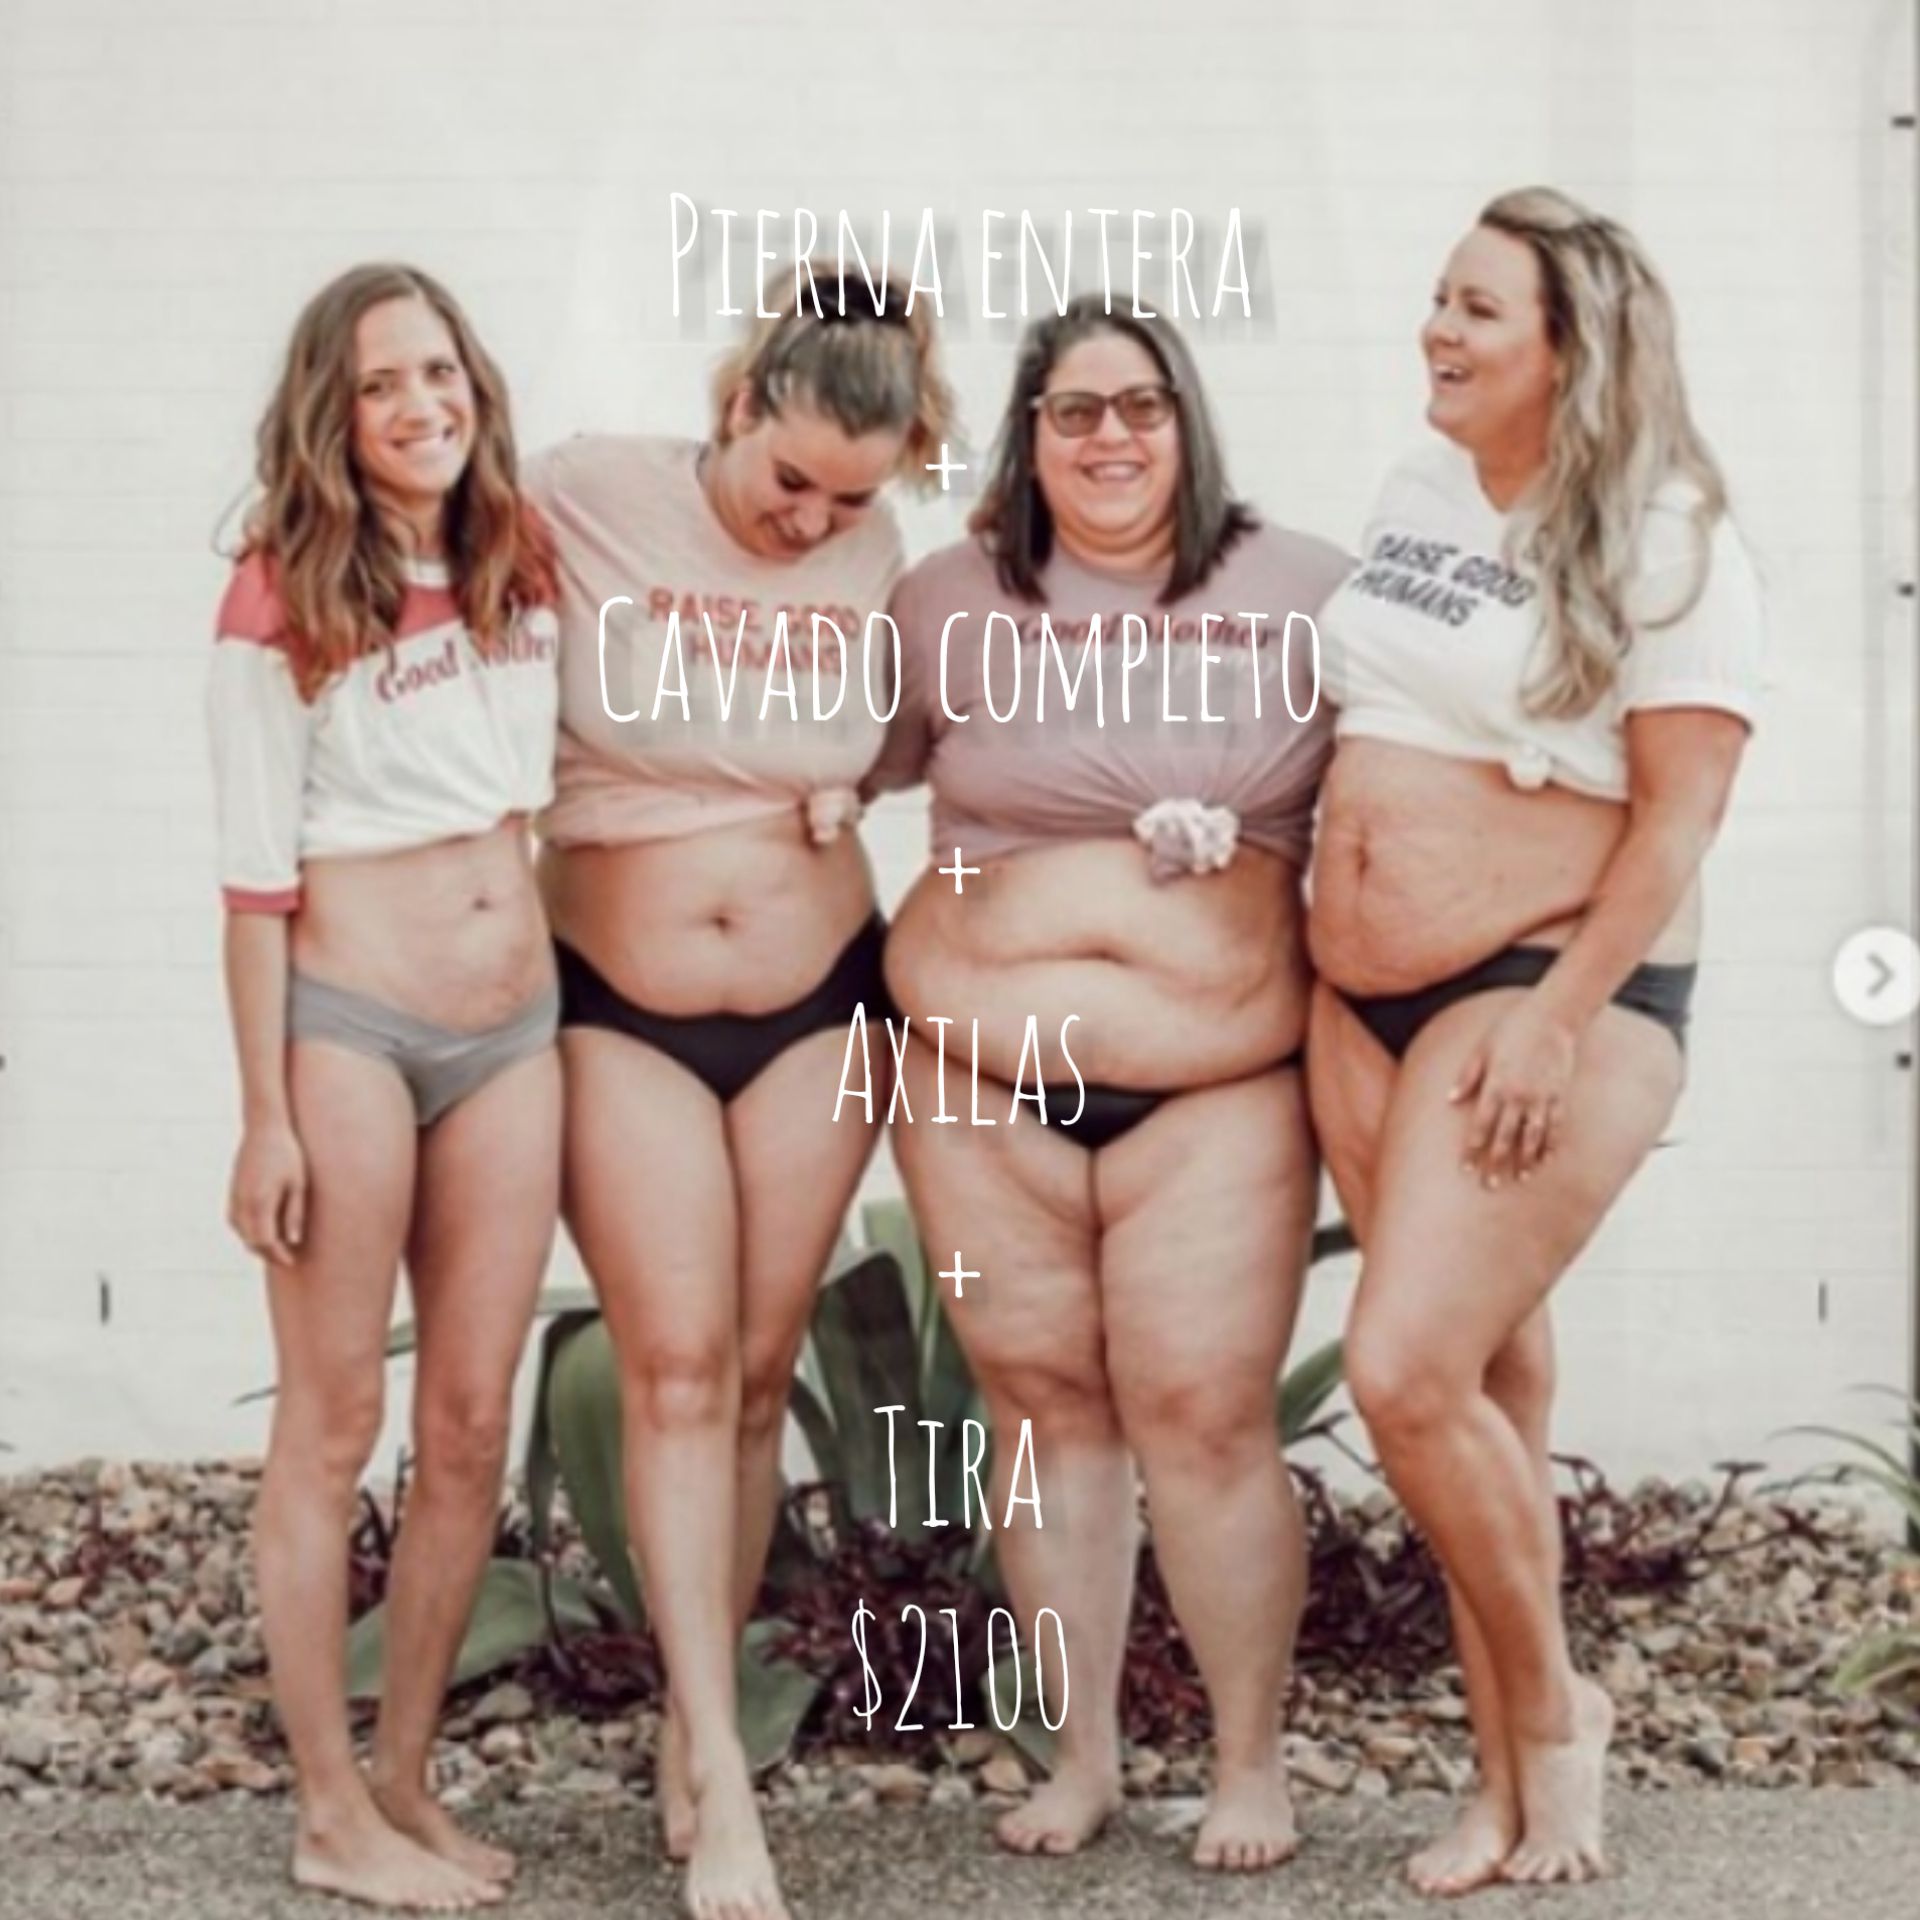 Pierna entera
+
Cavado completo
+
Axilas
+
Tira
$2100
Good Mother
RAISE GOOD
HUMANS
Good Mother
RAISE GOOD
HUMANS